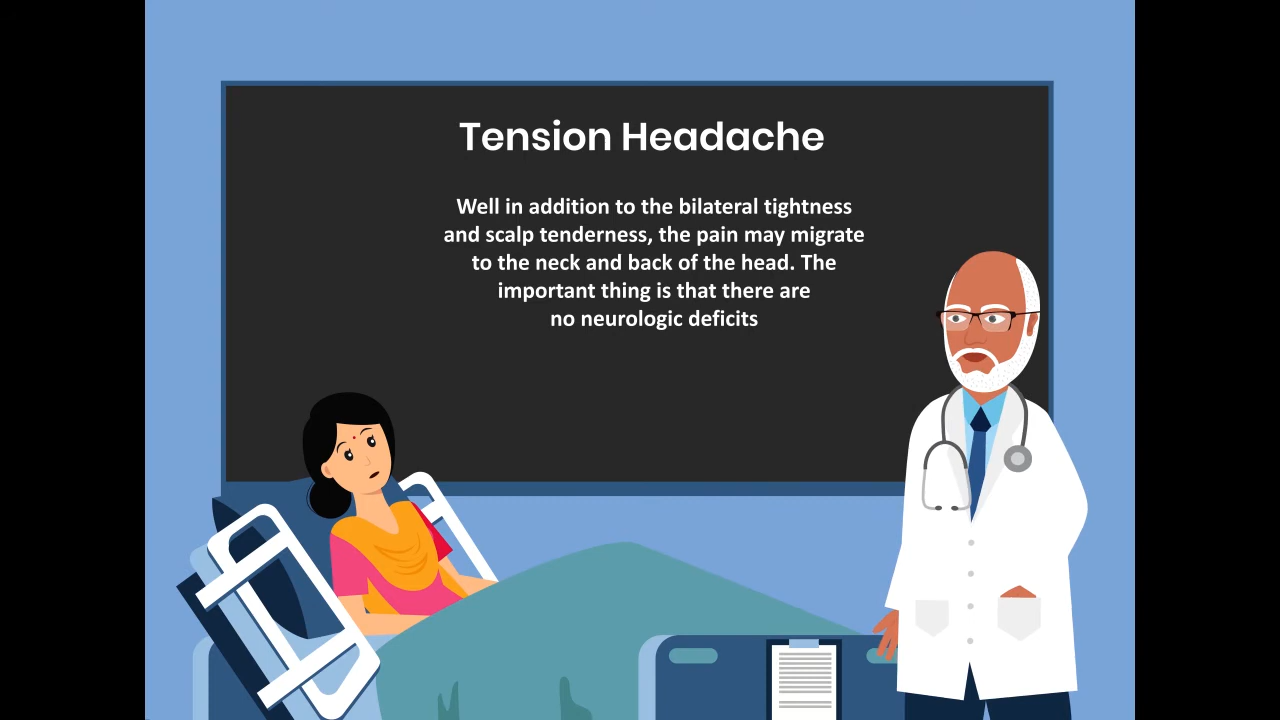 Tension Headache
Well in addition to the bilateral tightness
and scalp tenderness, the pain may migrate
to the neck and back of the head. The
important thing is that there are
no neurologic deficits